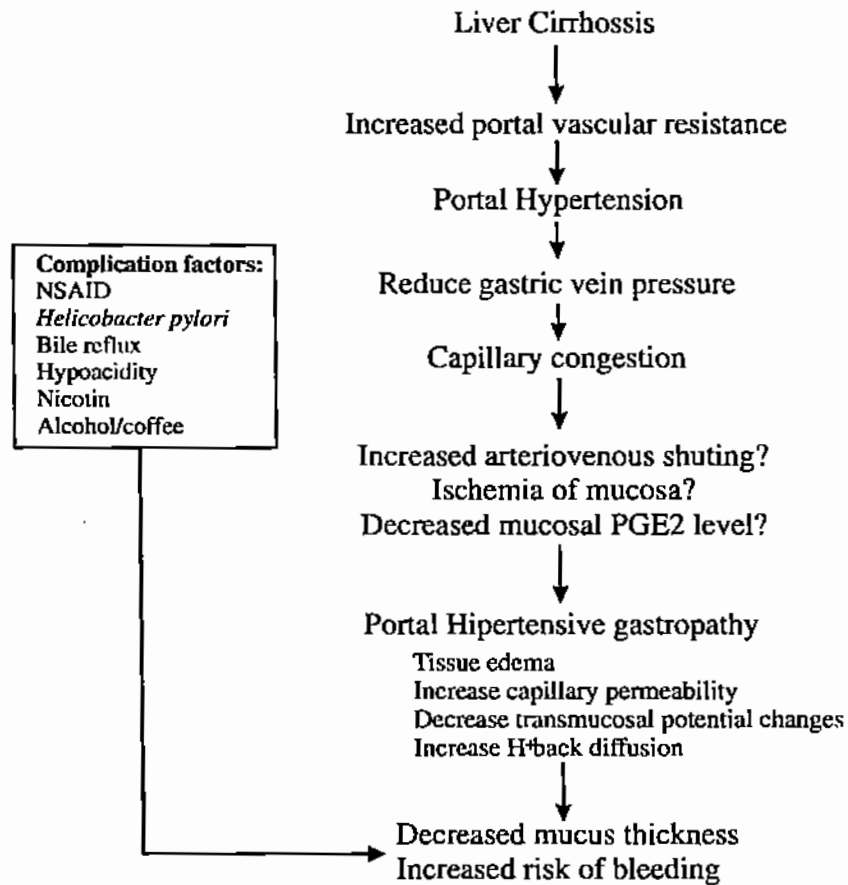 Liver Cirrhossis
Increased portal vascular resistance
Portal Hypertension
Reduce gastric vein pressure
Capillary congestion
Increased arteriovenous shuting?
Ischemia of mucosa?
Decreased mucosal PGE2 level?
Portal Hipertensive gastropathy
Tissue edema
Increase capillary permeability
Decrease transmucosal potential changes
Increase H+back diffusion
Complication factors:
NSAID
Helicobacter pylori
Bile reflux
Hypoacidity
Nicotin
Alcohol/coffee
Decreased mucus thickness
Increased risk of bleeding